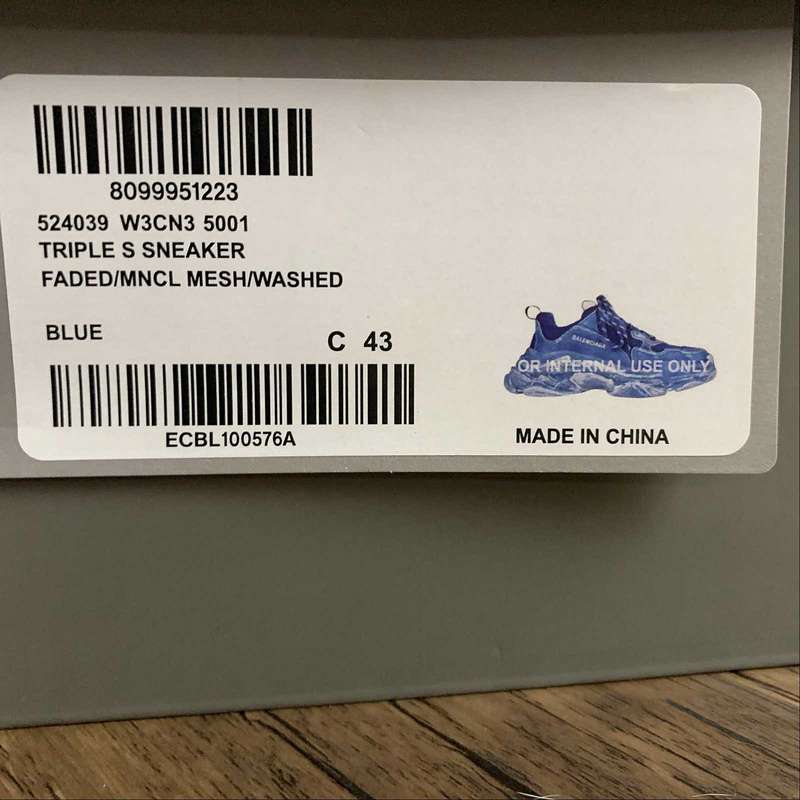 8099951223
524039 W3CN3 5001
TRIPLE S SNEAKER
FADED/MNCL MESH/WASHED
BLUE
C 43
BALENCIAGA
OR INTERNAL USE ONLY
ECBL100576A
MADE IN CHINA